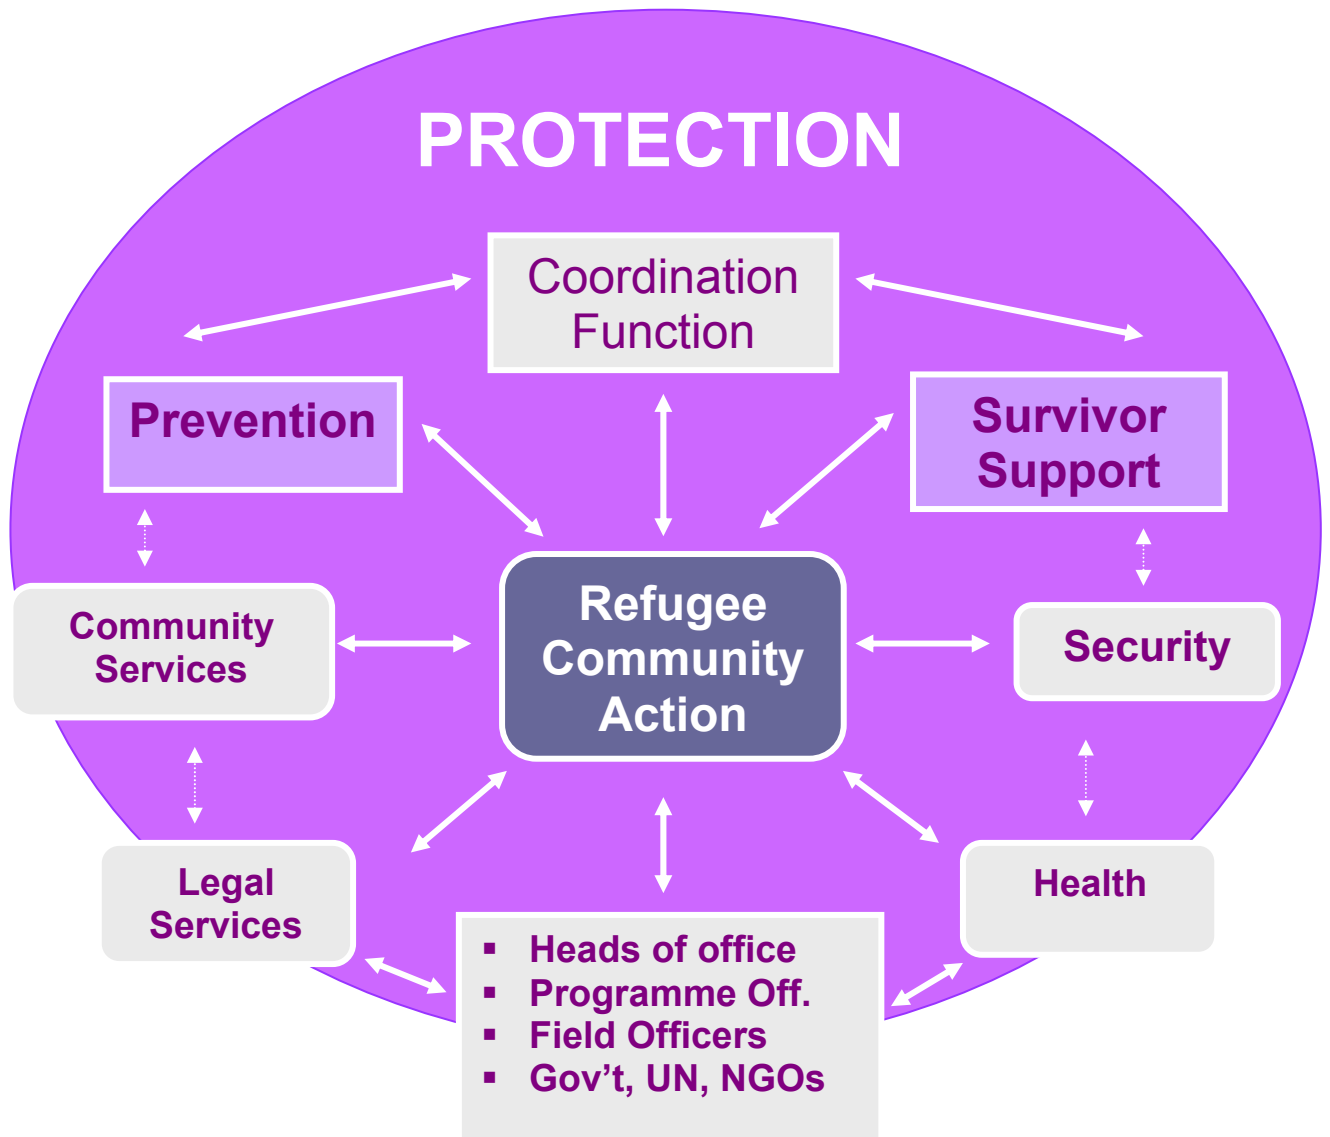 PROTECTION
Coordination
Function
Prevention
Survivor
Support
Refugee
Community
Action
Community
Services
Security
Legal
Services
Health
▪ Heads of office
▪ Programme Off.
▪ Field Officers
▪ Gov’t, UN, NGOs